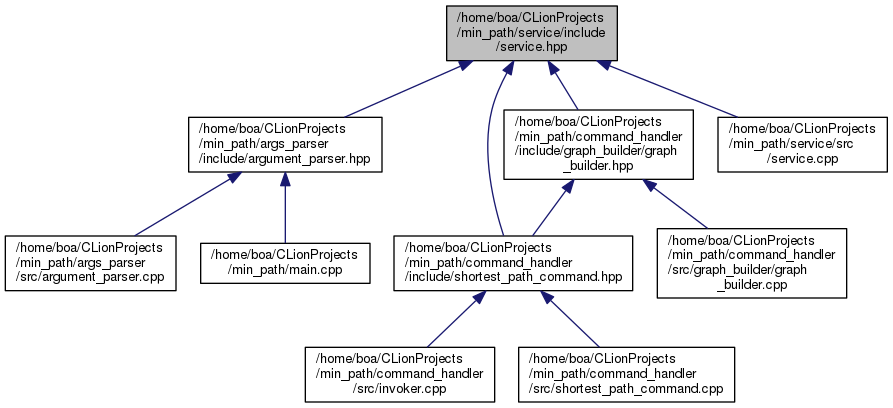 /home/boa/CLionProjects
/min_path/service/include
/service.hpp
/home/boa/CLionProjects
/min_path/args_parser
/include/argument_parser.hpp
/home/boa/CLionProjects
/min_path/command_handler
/include/graph_builder/graph
_builder.hpp
/home/boa/CLionProjects
/min_path/service/src
/service.cpp
/home/boa/CLionProjects
/min_path/args_parser
/src/argument_parser.cpp
/home/boa/CLionProjects
/min_path/main.cpp
/home/boa/CLionProjects
/min_path/command_handler
/include/shortest_path_command.hpp
/home/boa/CLionProjects
/min_path/command_handler
/src/graph_builder/graph
_builder.cpp
/home/boa/CLionProjects
/min_path/command_handler
/src/invoker.cpp
/home/boa/CLionProjects
/min_path/command_handler
/src/shortest_path_command.cpp